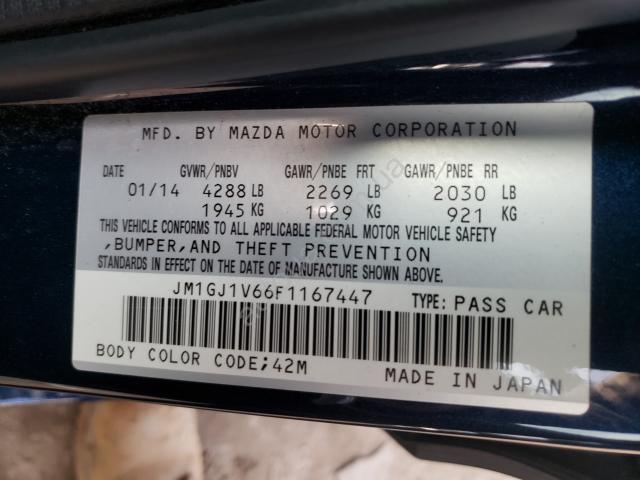 MFD. BY MAZDA MOTOR CORPORATION
DATE GVWR/PNBV GAWR/PNBE FRT GAWR/PNBE RR
01/14 4288 LB 2269 LB 2030 LB
1945 KG 1029 KG 921 KG
THIS VEHICLE CONFORMS TO ALL APPLICABLE FEDERAL MOTOR VEHICLE SAFETY
,BUMPER,AND THEFT PREVENTION
STANDARDS IN EFFECT ON THE DATE OF MANUFACTURE SHOWN ABOVE.
JM1GJ1V66F1167447 TYPE: PASS CAR
BODY COLOR CODE;42M
MADE IN JAPAN